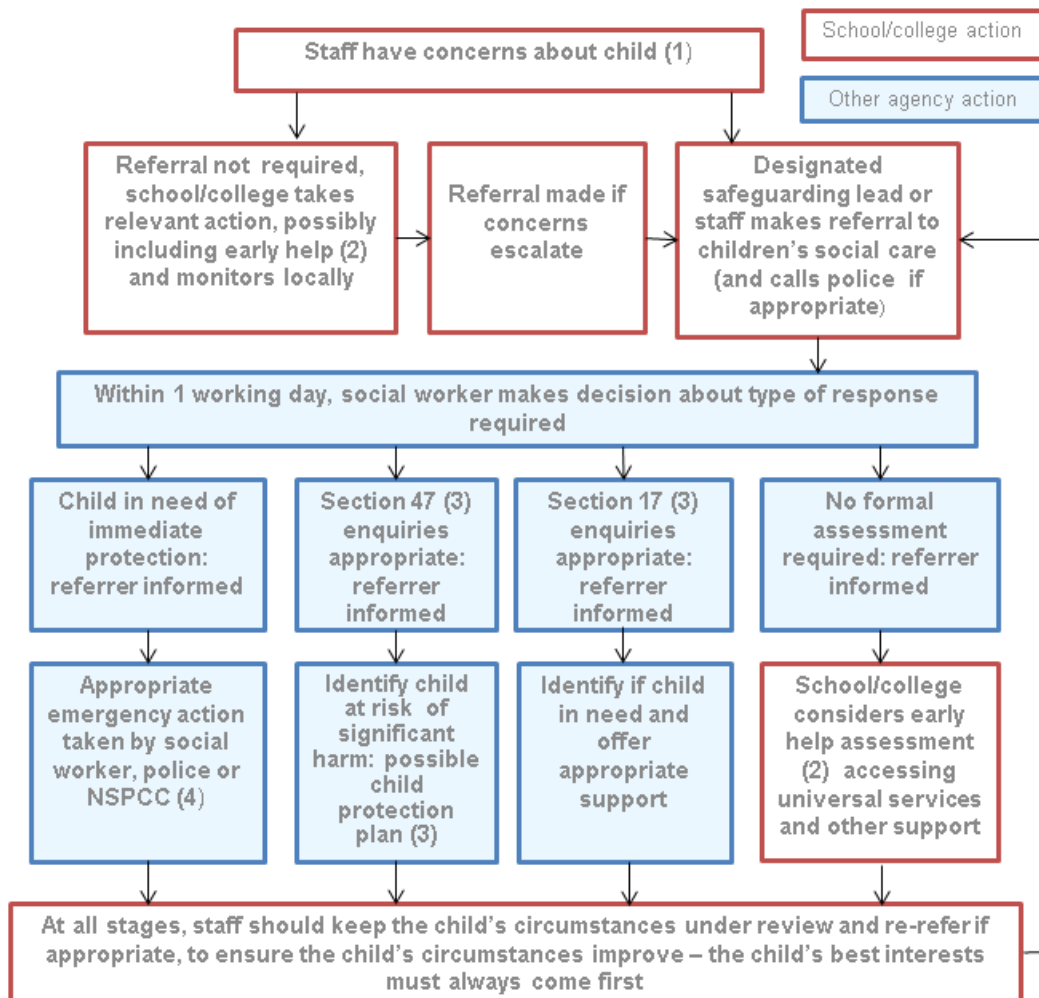 School/college action
Other agency action
Staff have concerns about child (1)
Referral not required,
school/college takes
relevant action, possibly
including early help (2)
and monitors locally
Referral made if
concerns
escalate
Designated
safeguarding lead or
staff makes referral to
children's social care
(and calls police if
appropriate)
Within 1 working day, social worker makes decision about type of response
required
Child in need of
immediate
protection:
referrer informed
Section 47 (3)
enquiries
appropriate:
referrer
informed
Section 17 (3)
enquiries
appropriate:
referrer
informed
No formal
assessment
required: referrer
informed
Appropriate
emergency action
taken by social
worker, police or
NSPCC (4)
Identify child
at risk of
significant
harm: possible
child
protection
plan (3)
Identify if child
in need and
offer
appropriate
support
School/college
considers early
help assessment
(2) accessing
universal services
and other support
At all stages, staff should keep the child's circumstances under review and re-refer if
appropriate, to ensure the child's circumstances improve – the child's best interests
must always come first